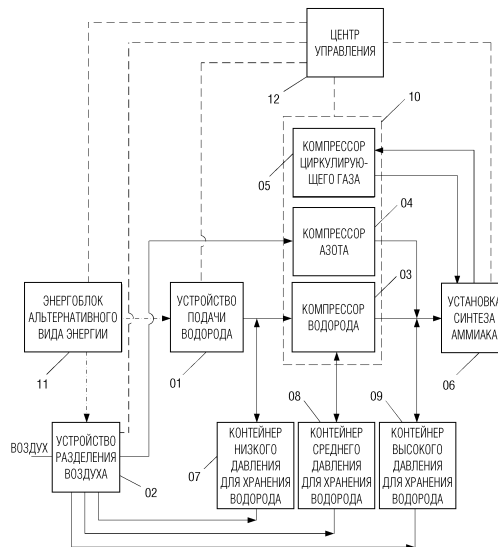 ЦЕНТР
УПРАВЛЕНИЯ
12
10
КОМПРЕССОР
ЦИРКУЛИРУЮ-
ЩЕГО ГАЗА
05
04
КОМПРЕССОР
АЗОТА
03
ЭНЕРГОБЛОК
АЛЬТЕРНАТИВНОГО
ВИДА ЭНЕРГИИ
11
УСТРОЙСТВО
ПОДАЧИ
ВОДОРОДА
01
КОМПРЕССОР
ВОДОРОДА
УСТАНОВКА
СИНТЕЗА
АММИАКА
06
ВОЗДУХ
УСТРОЙСТВО
РАЗДЕЛЕНИЯ
ВОЗДУХА
02
07
КОНТЕЙНЕР
НИЗКОГО
ДАВЛЕНИЯ
ДЛЯ ХРАНЕНИЯ
ВОДОРОДА
08
КОНТЕЙНЕР
СРЕДНЕГО
ДАВЛЕНИЯ
ДЛЯ ХРАНЕНИЯ
ВОДОРОДА
09
КОНТЕЙНЕР
ВЫСОКОГО
ДАВЛЕНИЯ
ДЛЯ ХРАНЕНИЯ
ВОДОРОДА